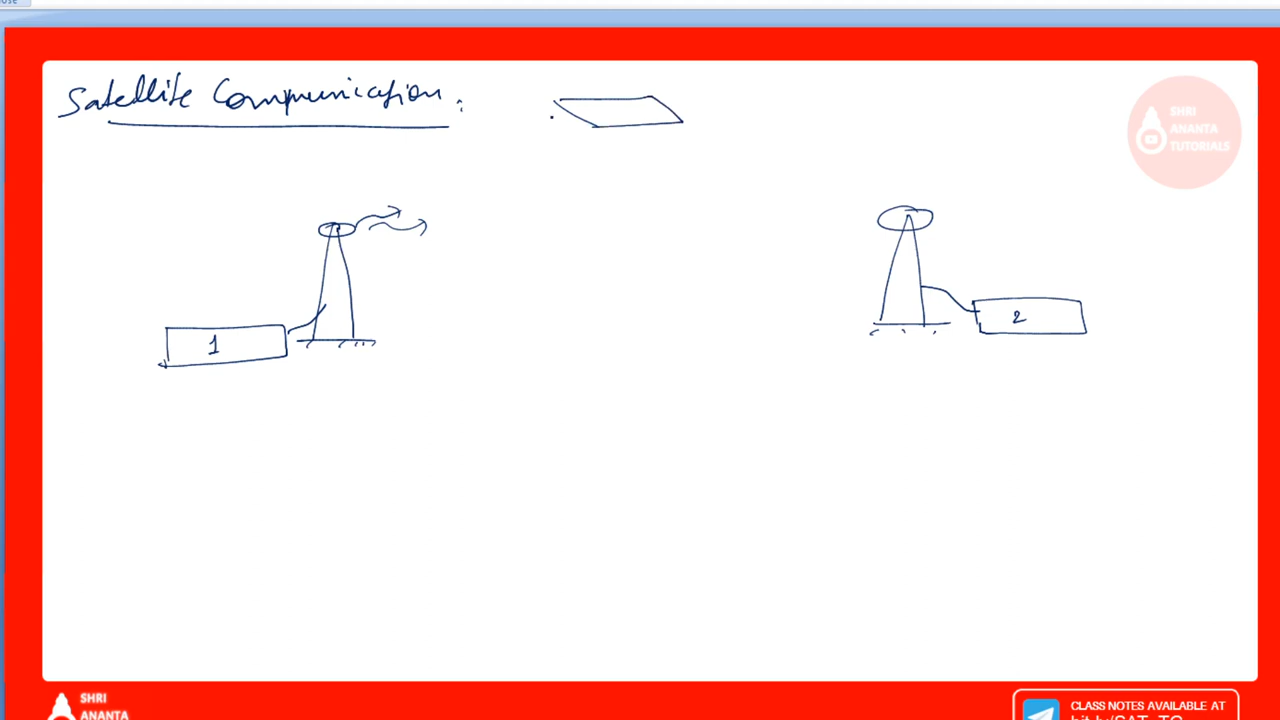 Satellite Communication :
SHRI
ANANTA
TUTORIALS
1
2
SHRI
ANANTA
CLASS NOTES AVAILABLE AT